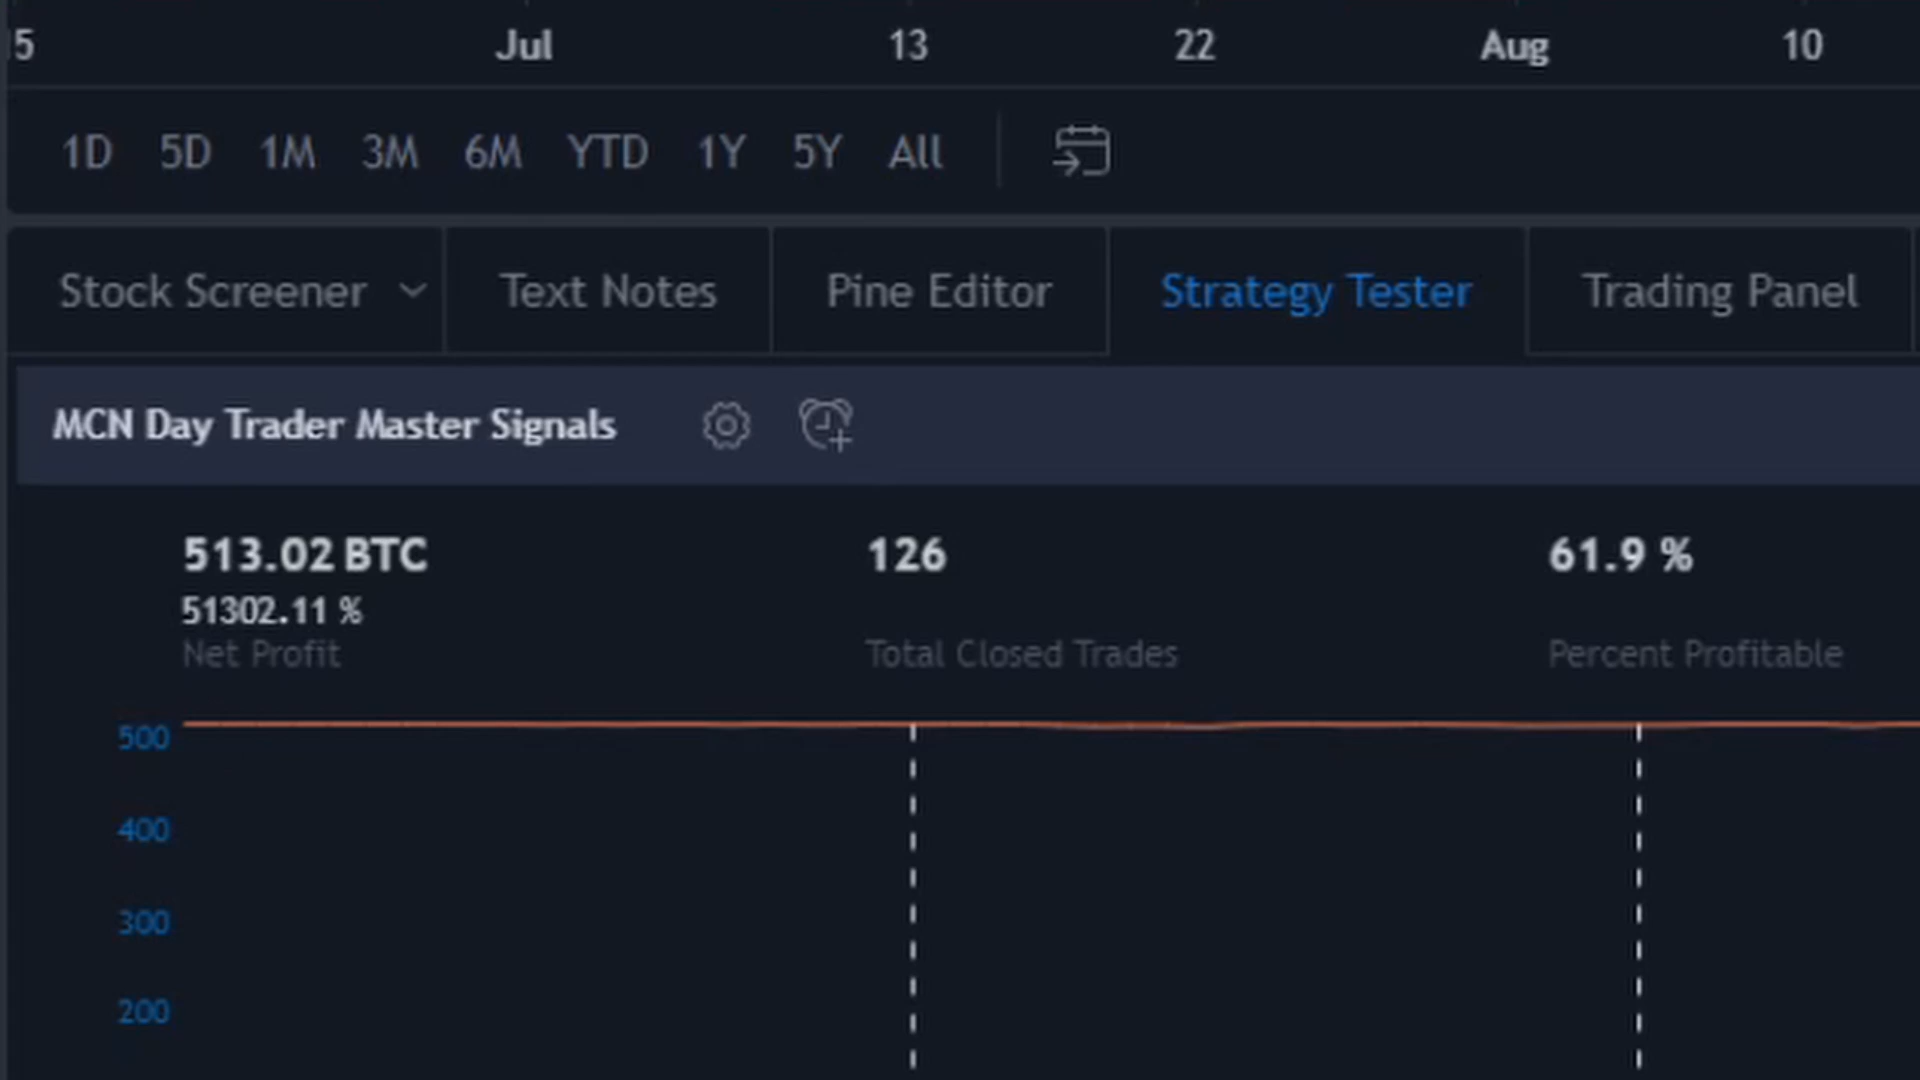 5 Jul 13 22 Aug 10
1D 5D 1M 3M 6M YTD 1Y 5Y All
Stock Screener Text Notes Pine Editor Strategy Tester Trading Panel
MCN Day Trader Master Signals
513.02 BTC 126 61.9 %
51302.11 %
Net Profit Total Closed Trades Percent Profitable
500
400
300
200